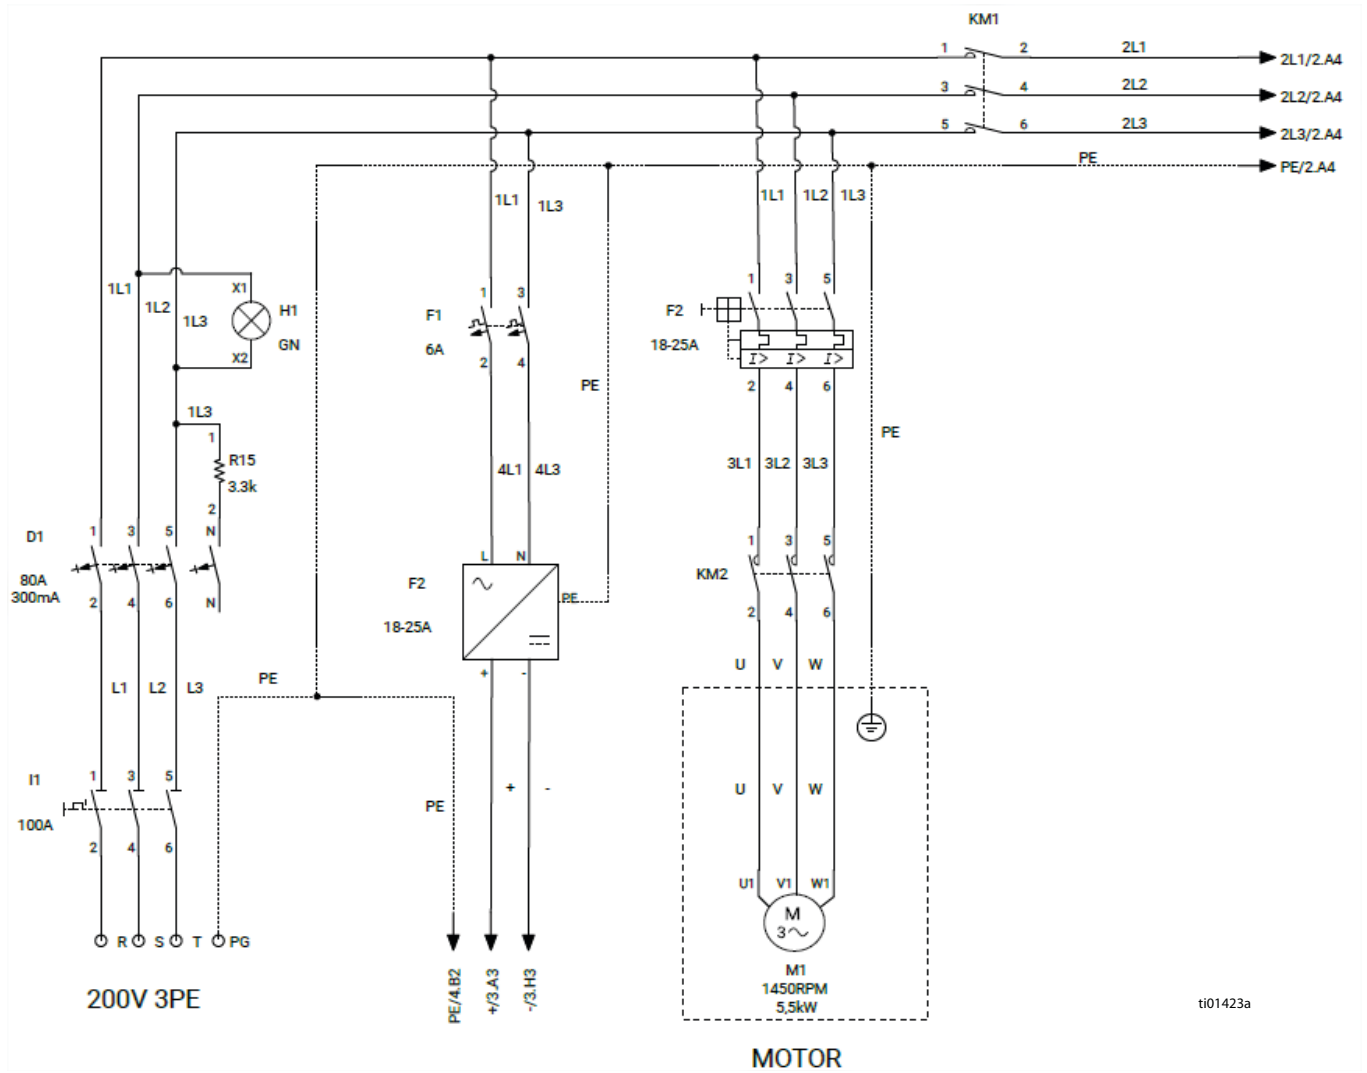 KM1
1 2 2L1 2L1/2.A4
3 4 2L2 2L2/2.A4
5 6 2L3 2L3/2.A4
PE PE/2.A4
1L1 1L3 1L1 1L2 1L3
1L1 1L2 1L3
X1
H1
GN
X2
1L3
1
R15
3.3k
2
F1
6A
1 3
2 4
PE
4L1 4L3
F2
18-25A
1 3 5
I> I> I>
2 4 6
PE
3L1 3L2 3L3
D1
80A
300mA
1 3 5 N
2 4 6 N
F2
18-25A
L N
PE
+ -
KM2
1 3 5
2 4 6
U V W
L1 L2 L3
PE
I1
100A
1 3 5
2 4 6
PE
+ -
U V W
U1 V1 W1
M
3
M1
1450RPM
5,5kW
R S T PG
200V 3PE
PE/4.B2
+/3.A3
-/3.H3
MOTOR
ti01423a